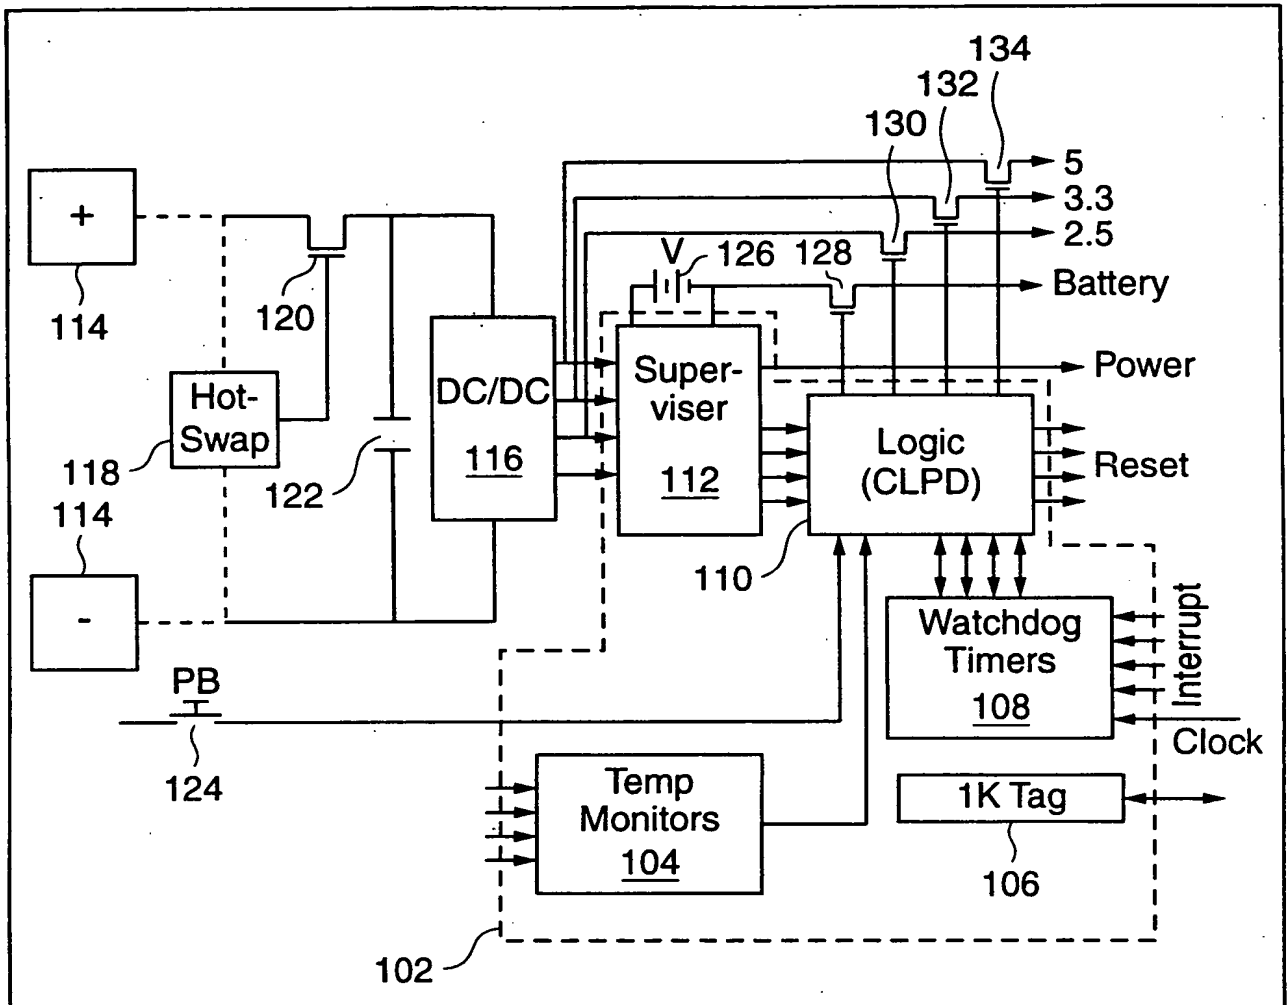 134
132
130
5
3.3
2.5
+
114
120
V
126
128
Battery
Power
Hot-
Swap
118
122
DC/DC
116
Super-
viser
112
Logic
(CLPD)
110
Reset
114
-
PB
124
Watchdog
Timers
108
Interrupt
Clock
Temp
Monitors
104
1K Tag
106
102